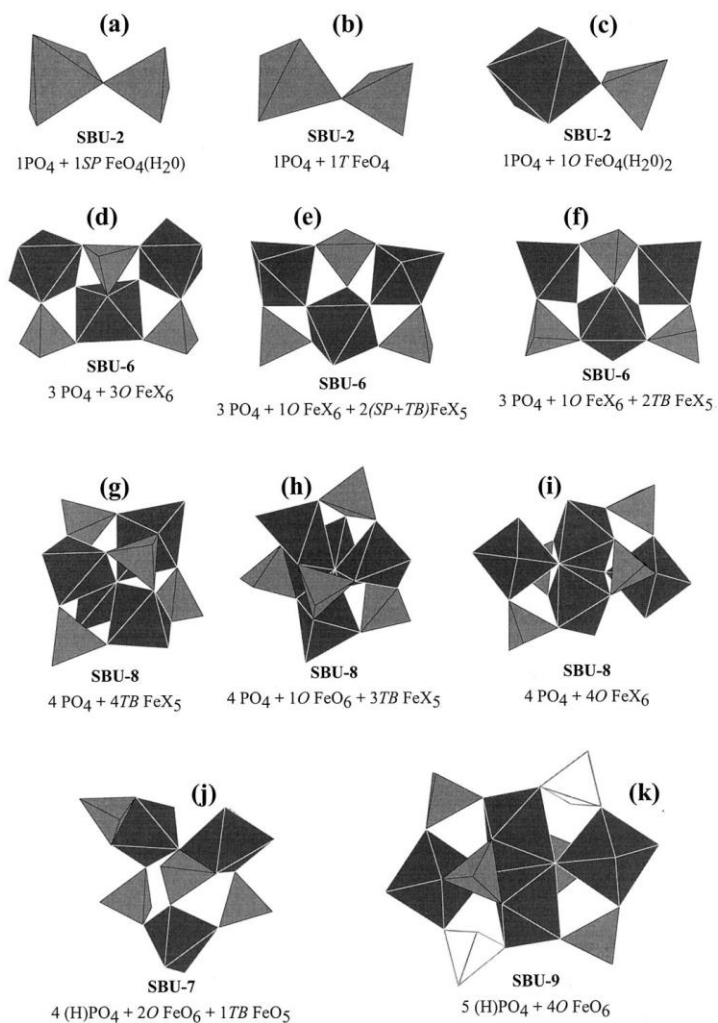 (a)
SBU-2
1PO4 + 1SP FeO4(H20)
(b)
SBU-2
1PO4 + 1T FeO4
(c)
SBU-2
1PO4 + 1O FeO4(H20)2
(d)
SBU-6
3 PO4 + 3O FeX6
(e)
SBU-6
3 PO4 + 1O FeX6 + 2(SP+TB)FeX5
(f)
SBU-6
3 PO4 + 1O FeX6 + 2TB FeX5
(g)
SBU-8
4 PO4 + 4TB FeX5
(h)
SBU-8
4 PO4 + 1O FeO6 + 3TB FeX5
(i)
SBU-8
4 PO4 + 4O FeX6
(j)
SBU-7
4 (H)PO4 + 2O FeO6 + 1TB FeO5
(k)
SBU-9
5 (H)PO4 + 4O FeO6